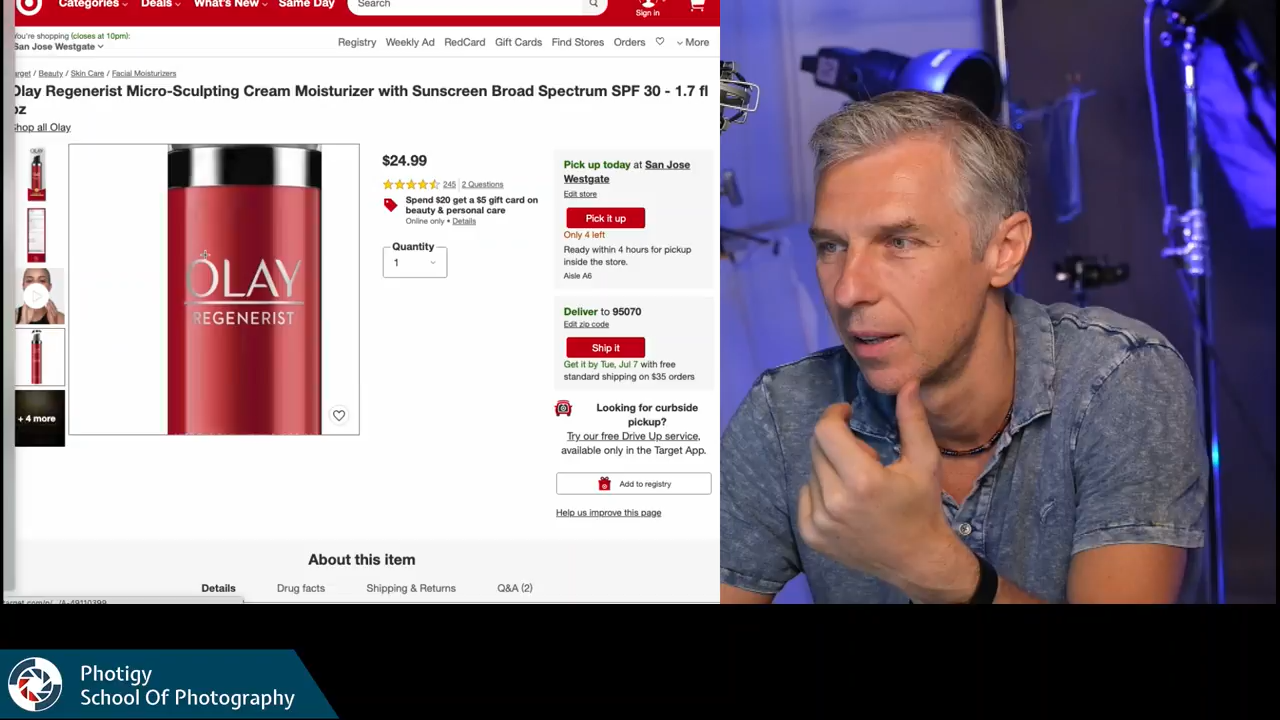 Categories
Deals
What's New
Same Day
Search
Sign in
You're shopping (closes at 10pm):
San Jose Westgate
Registry
Weekly Ad
RedCard
Gift Cards
Find Stores
Orders
More
/ Beauty / Skin Care / Facial Moisturizers
Olay Regenerist Micro-Sculpting Cream Moisturizer with Sunscreen Broad Spectrum SPF 30 - 1.7 fl
oz
Shop all Olay
+ 4 more
OLAY
REGENERIST
$24.99
245 | 2 Questions
Spend $20 get a $5 gift card on
beauty & personal care
Online only • Details
Quantity
1
Pick up today at San Jose
Westgate
Edit store
Pick it up
Only 4 left
Ready within 4 hours for pickup
inside the store.
Aisle A6
Deliver to 95070
Edit zip code
Ship it
Get it by Tue, Jul 7 with free
standard shipping on $35 orders
Looking for curbside
pickup?
Try our free Drive Up service,
available only in the Target App.
Add to registry
Help us improve this page
About this item
Details
Drug facts
Shipping & Returns
Q&A (2)
Photigy
School Of Photography